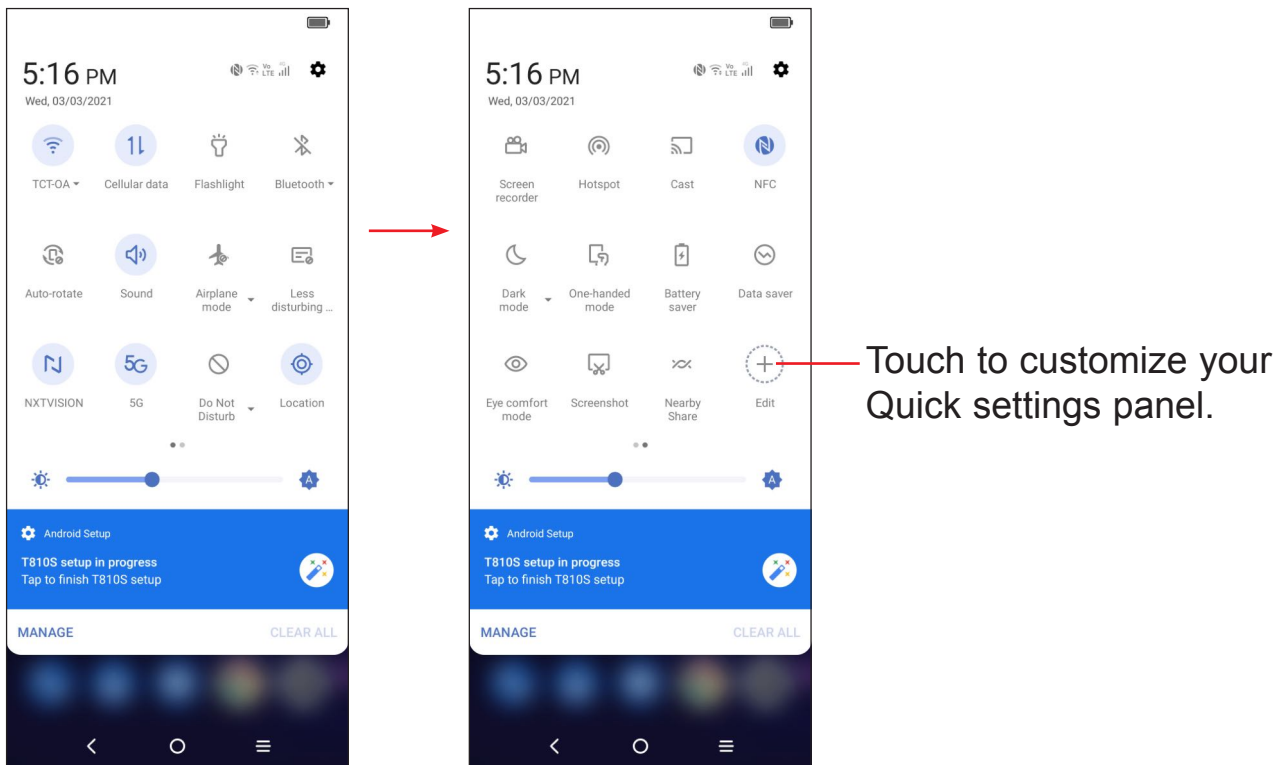 5:16 PM
Vo LTE
Wed, 03/03/2021
TCT-OA Cellular data Flashlight Bluetooth
Auto-rotate Sound Airplane Less
mode disturbing ...
5G
NXTVISION 5G Do Not Location
Disturb
A
Android Setup
T810S setup in progress
Tap to finish T810S setup
MANAGE CLEAR ALL
5:16 PM
Vo LTE
Wed, 03/03/2021
Screen Hotspot Cast NFC
recorder
Dark One-handed Battery Data saver
mode mode saver
Eye comfort Screenshot Nearby Edit
mode Share
A
Android Setup
T810S setup in progress
Tap to finish T810S setup
MANAGE CLEAR ALL
Touch to customize your
Quick settings panel.